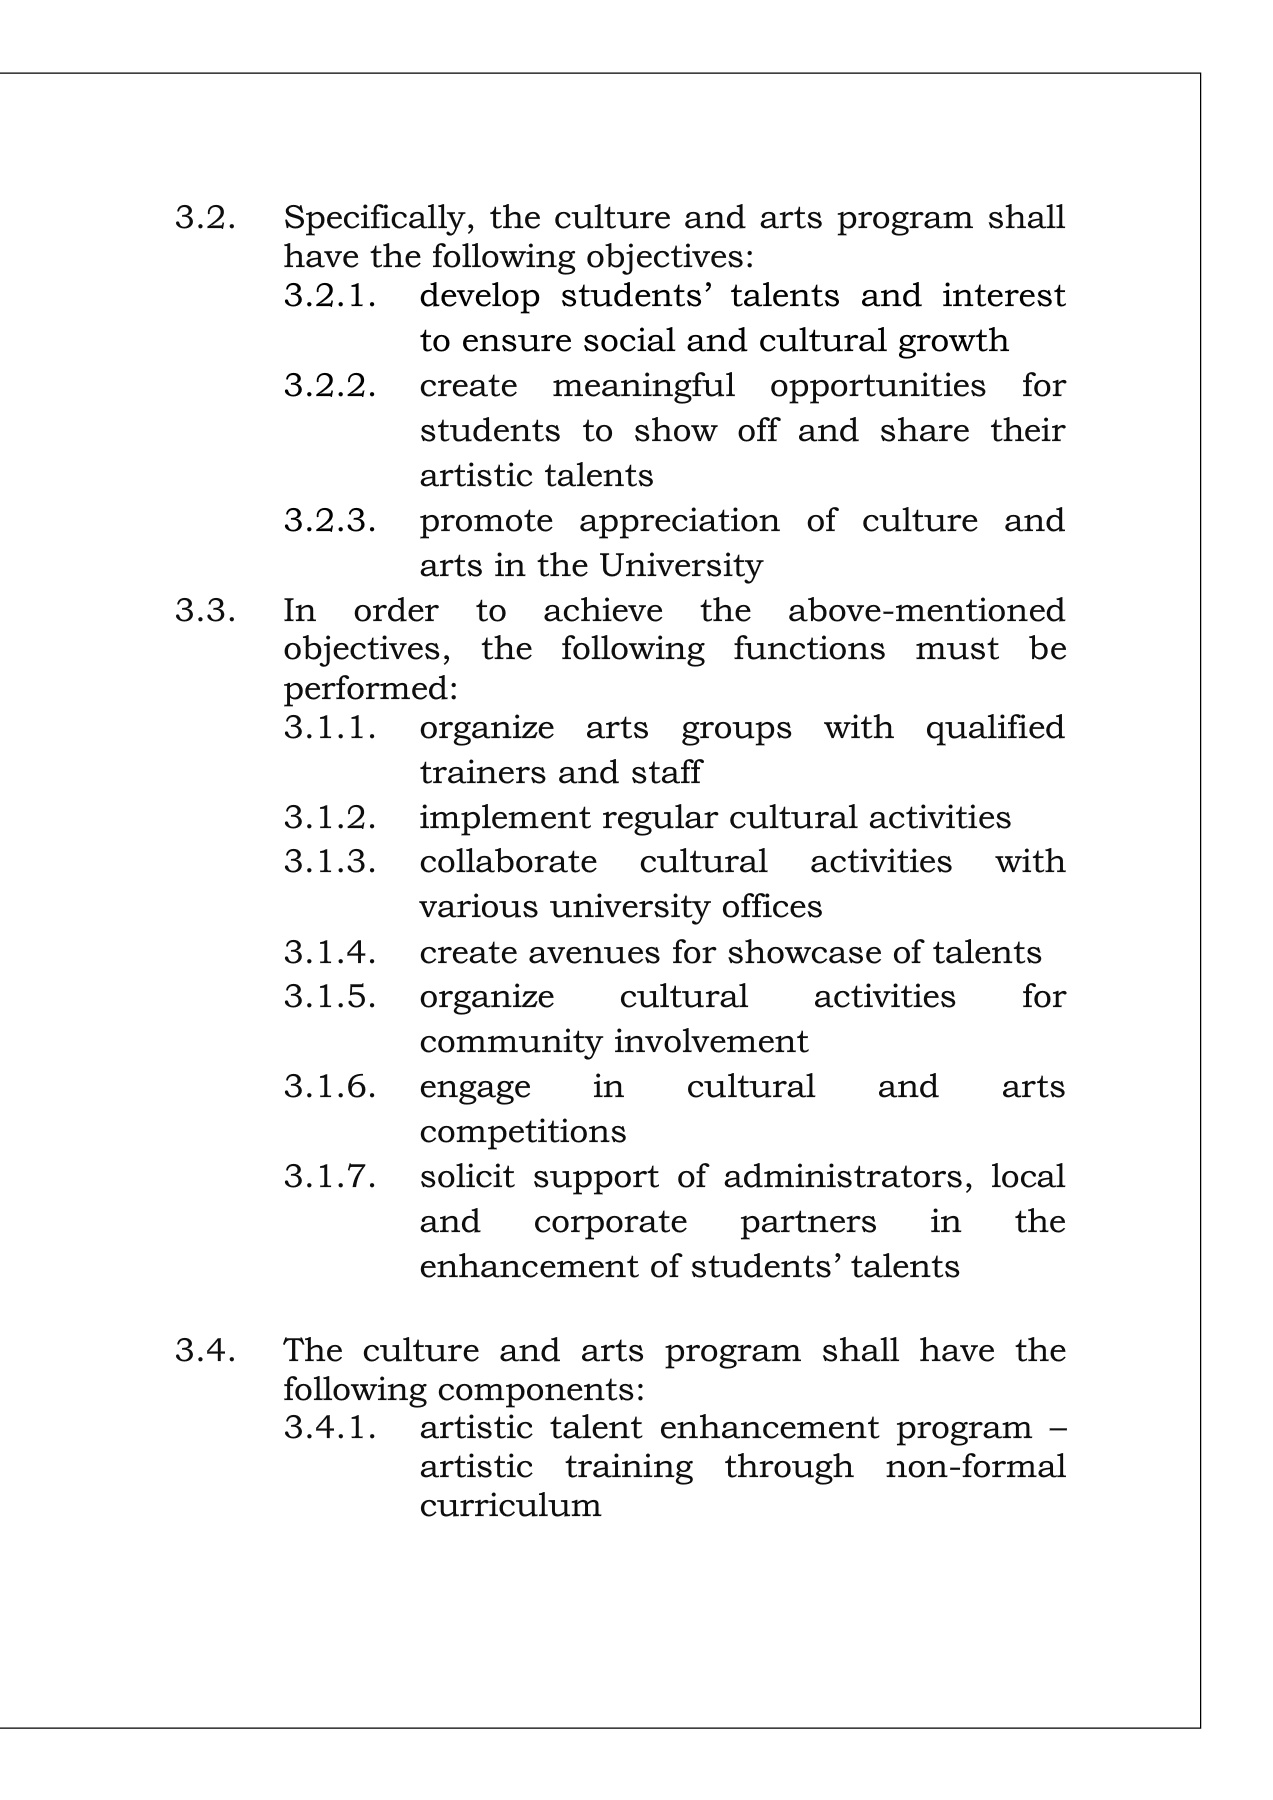 3.2. Specifically, the culture and arts program shall
have the following objectives:
3.2.1. develop students’ talents and interest
to ensure social and cultural growth
3.2.2. create meaningful opportunities for
students to show off and share their
artistic talents
3.2.3. promote appreciation of culture and
arts in the University
3.3. In order to achieve the above-mentioned
objectives, the following functions must be
performed:
3.1.1. organize arts groups with qualified
trainers and staff
3.1.2. implement regular cultural activities
3.1.3. collaborate cultural activities with
various university offices
3.1.4. create avenues for showcase of talents
3.1.5. organize cultural activities for
community involvement
3.1.6. engage in cultural and arts
competitions
3.1.7. solicit support of administrators, local
and corporate partners in the
enhancement of students’ talents
3.4. The culture and arts program shall have the
following components:
3.4.1. artistic talent enhancement program –
artistic training through non-formal
curriculum